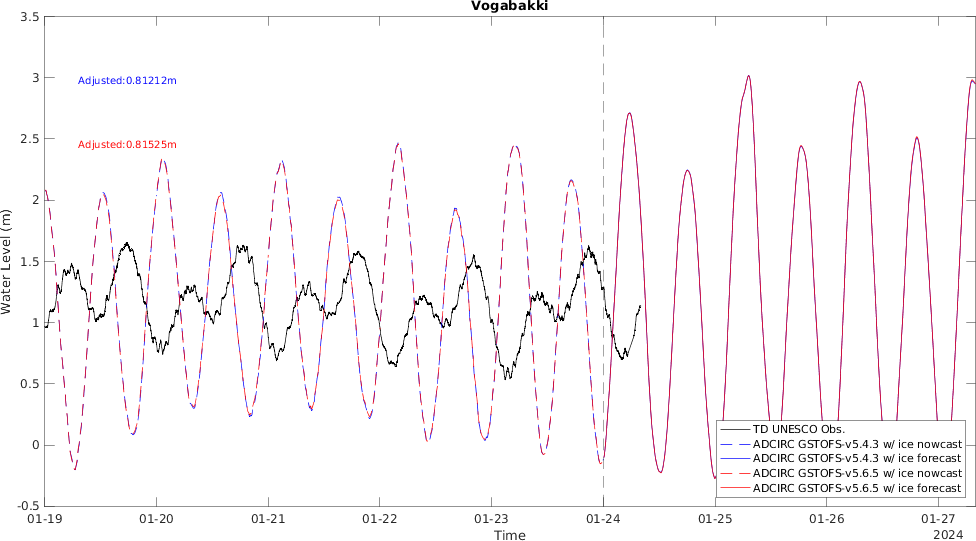 Vogabakki
3.5
3
2.5
2
1.5
1
0.5
0
-0.5
Water Level (m)
Adjusted:0.81212m
Adjusted:0.81525m
TD UNESCO Obs.
ADCIRC GSTOFS-v5.4.3 w/ ice nowcast
ADCIRC GSTOFS-v5.4.3 w/ ice forecast
ADCIRC GSTOFS-v5.6.5 w/ ice nowcast
ADCIRC GSTOFS-v5.6.5 w/ ice forecast
01-19 01-20 01-21 01-22 01-23 01-24 01-25 01-26 01-27
Time
2024